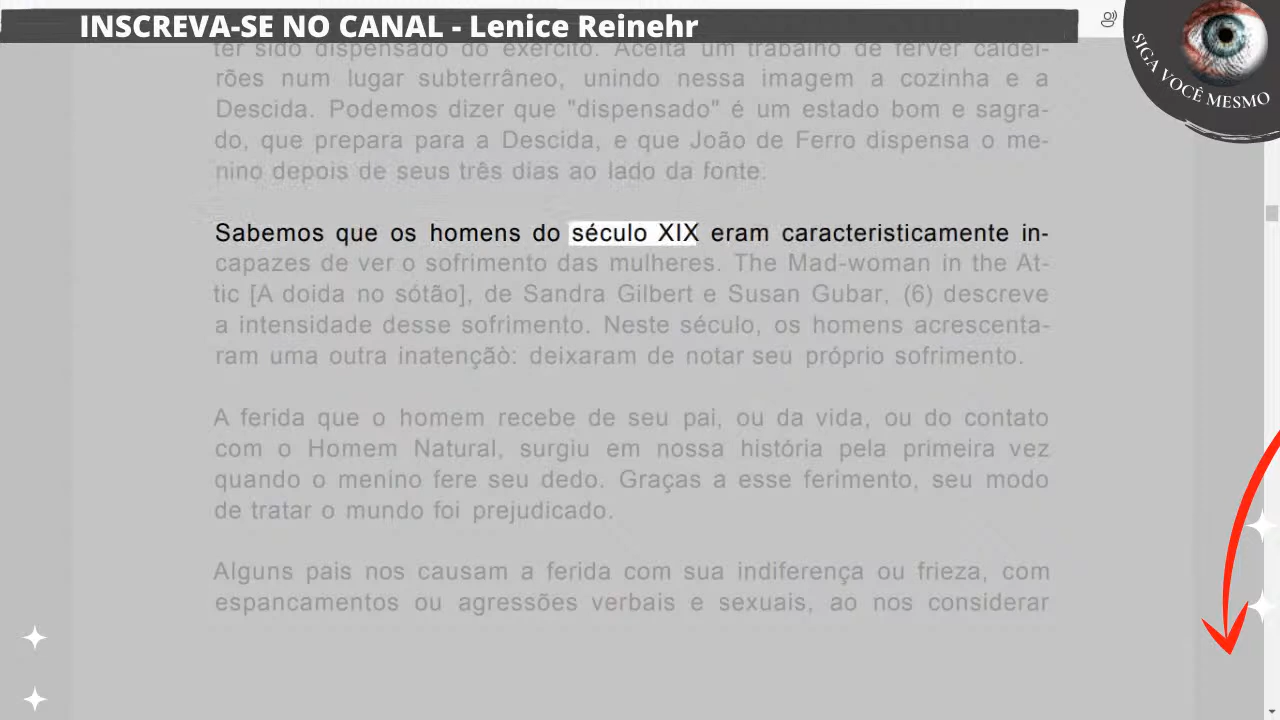 INSCREVA-SE NO CANAL - Lenice Reinehr
SIGA VOCÊ MESMO
ter sido dispensado do exército. Aceita um trabalho de ferver caldei-
rões num lugar subterrâneo, unindo nessa imagem a cozinha e a
Descida. Podemos dizer que "dispensado" é um estado bom e sagra-
do, que prepara para a Descida, e que João de Ferro dispensa o me-
nino depois de seus três dias ao lado da fonte.
Sabemos que os homens do século XIX eram caracteristicamente in-
capazes de ver o sofrimento das mulheres. The Mad-woman in the At-
tic [A doida no sótão], de Sandra Gilbert e Susan Gubar, (6) descreve
a intensidade desse sofrimento. Neste século, os homens acrescenta-
ram uma outra inatençãò: deixaram de notar seu próprio sofrimento.
A ferida que o homem recebe de seu pai, ou da vida, ou do contato
com o Homem Natural, surgiu em nossa história pela primeira vez
quando o menino fere seu dedo. Graças a esse ferimento, seu modo
de tratar o mundo foi prejudicado.
Alguns pais nos causam a ferida com sua indiferença ou frieza, com
espancamentos ou agressões verbais e sexuais, ao nos considerar